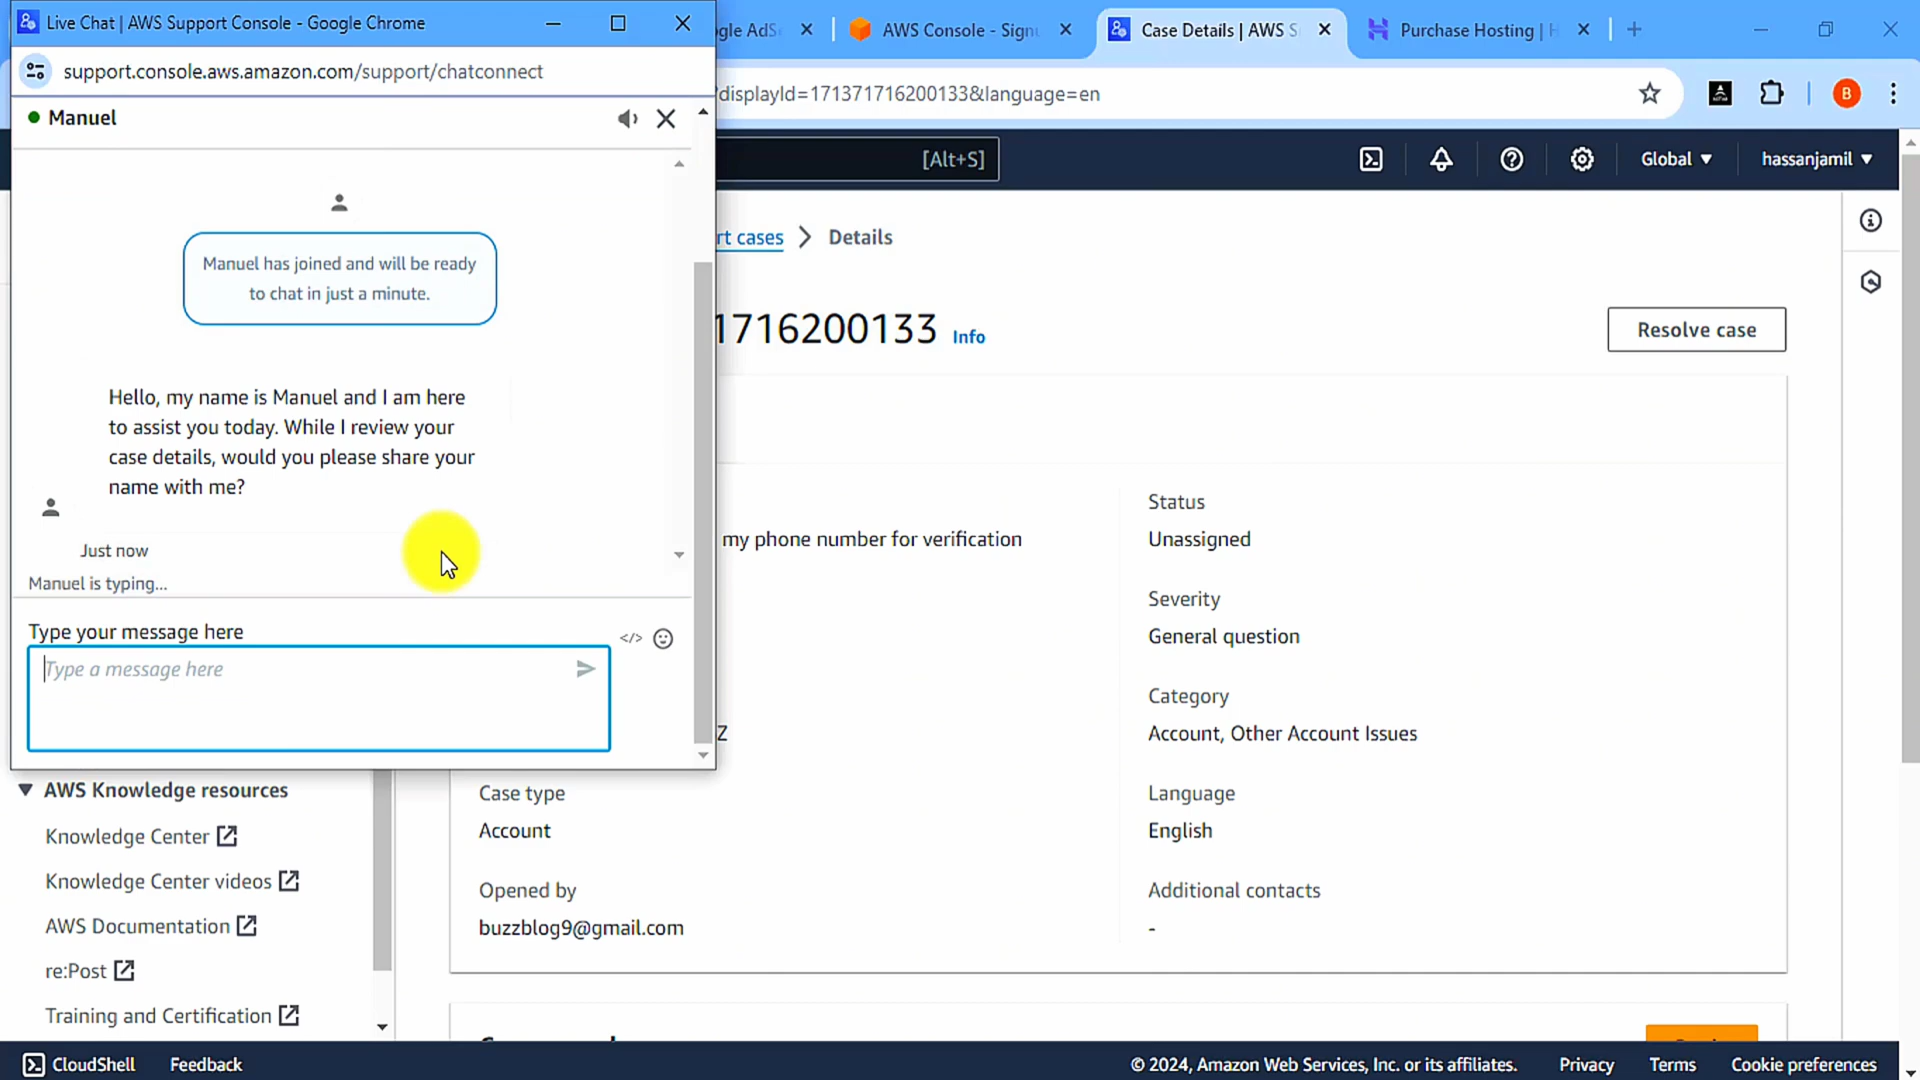 Live Chat | AWS Support Console - Google Chrome
support.console.aws.amazon.com/support/chatconnect
gle AdS
AWS Console - Signu
Case Details | AWS S
Purchase Hosting | H
?displayId=171371716200133&language=en
B
Manuel
[Alt+S]
Global
hassanjamil
Manuel has joined and will be ready
to chat in just a minute.
rt cases
Details
1716200133
Info
Resolve case
Hello, my name is Manuel and I am here
to assist you today. While I review your
case details, would you please share your
name with me?
Just now
Manuel is typing...
Type your message here
</>
Type a message here
my phone number for verification
Z
Case type
Account
Opened by
buzzblog9@gmail.com
Status
Unassigned
Severity
General question
Category
Account, Other Account Issues
Language
English
Additional contacts
-
AWS Knowledge resources
Knowledge Center
Knowledge Center videos
AWS Documentation
re:Post
Training and Certification
CloudShell
Feedback
© 2024, Amazon Web Services, Inc. or its affiliates.
Privacy
Terms
Cookie preferences